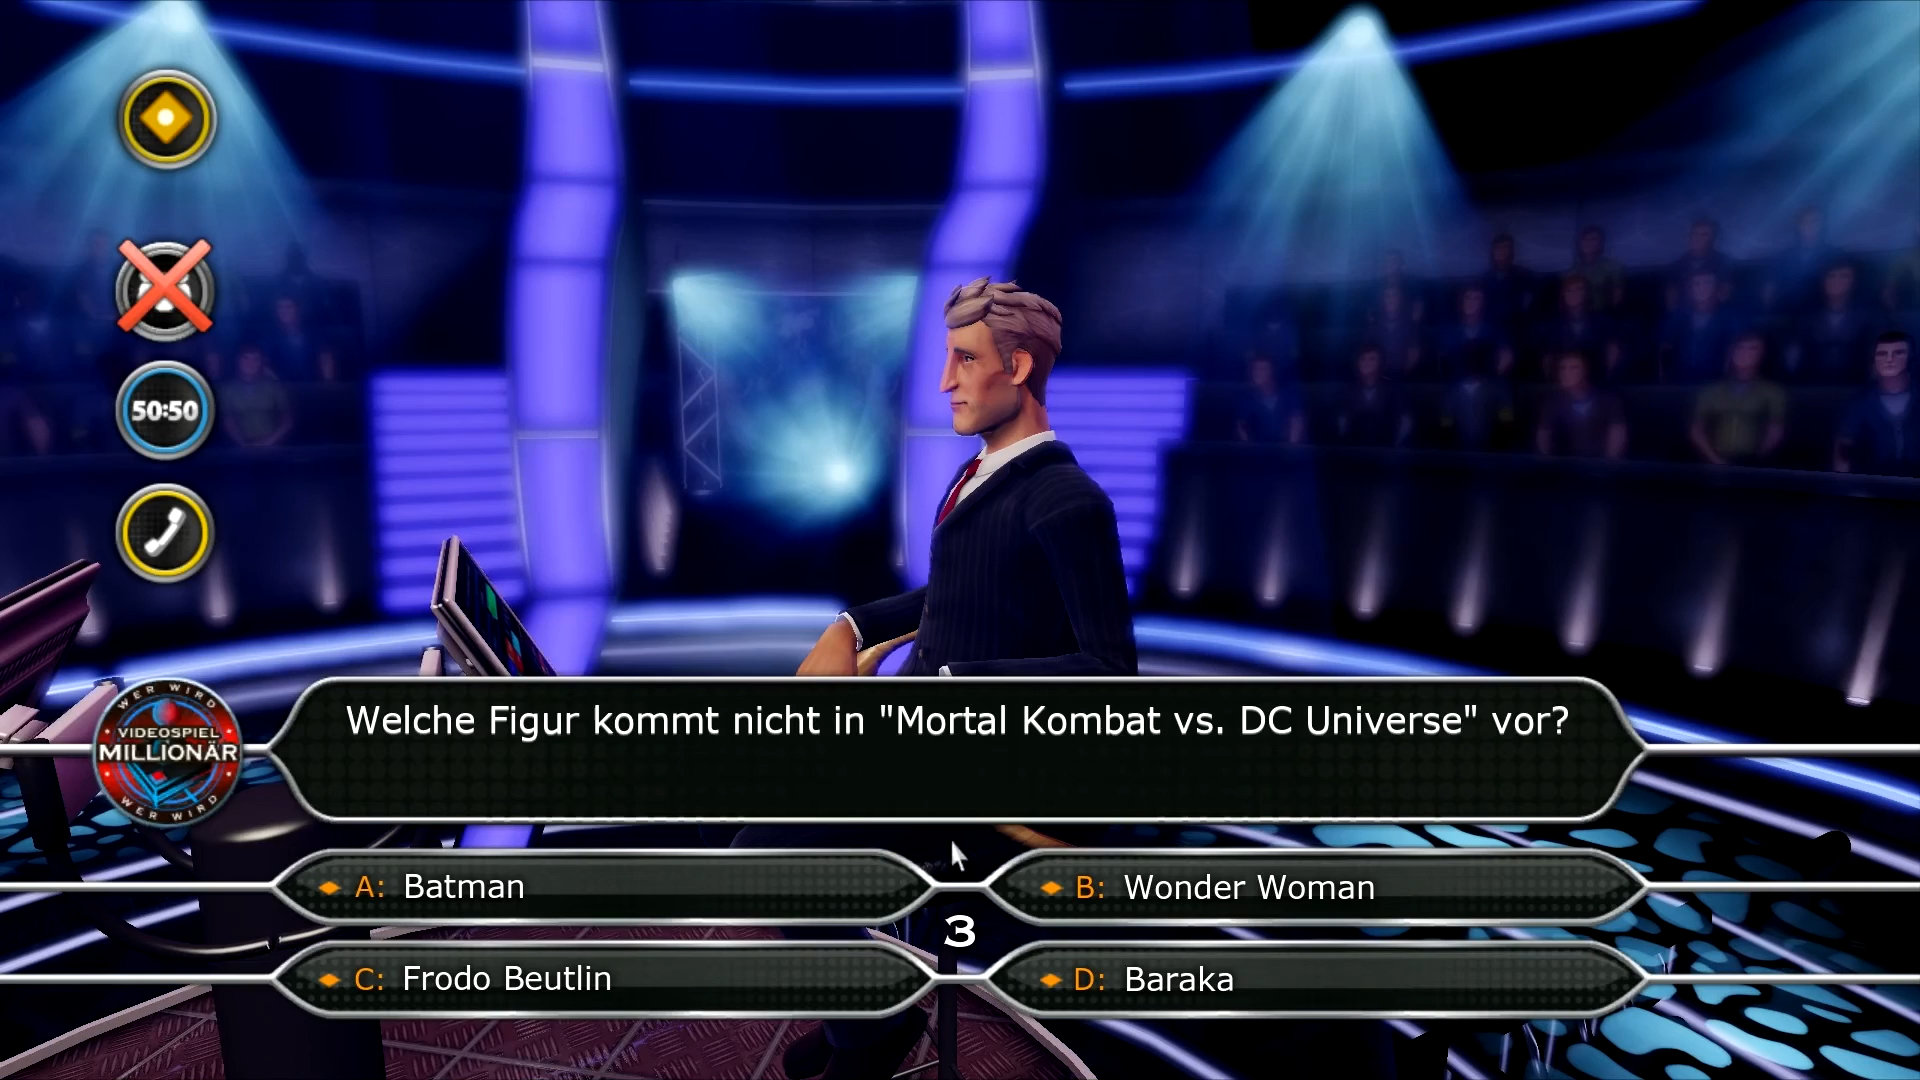 50:50
WER WIRD
VIDEOSPIEL
MILLIONÄR
WER WIRD
Welche Figur kommt nicht in "Mortal Kombat vs. DC Universe" vor?
A: Batman
B: Wonder Woman
3
C: Frodo Beutlin
D: Baraka